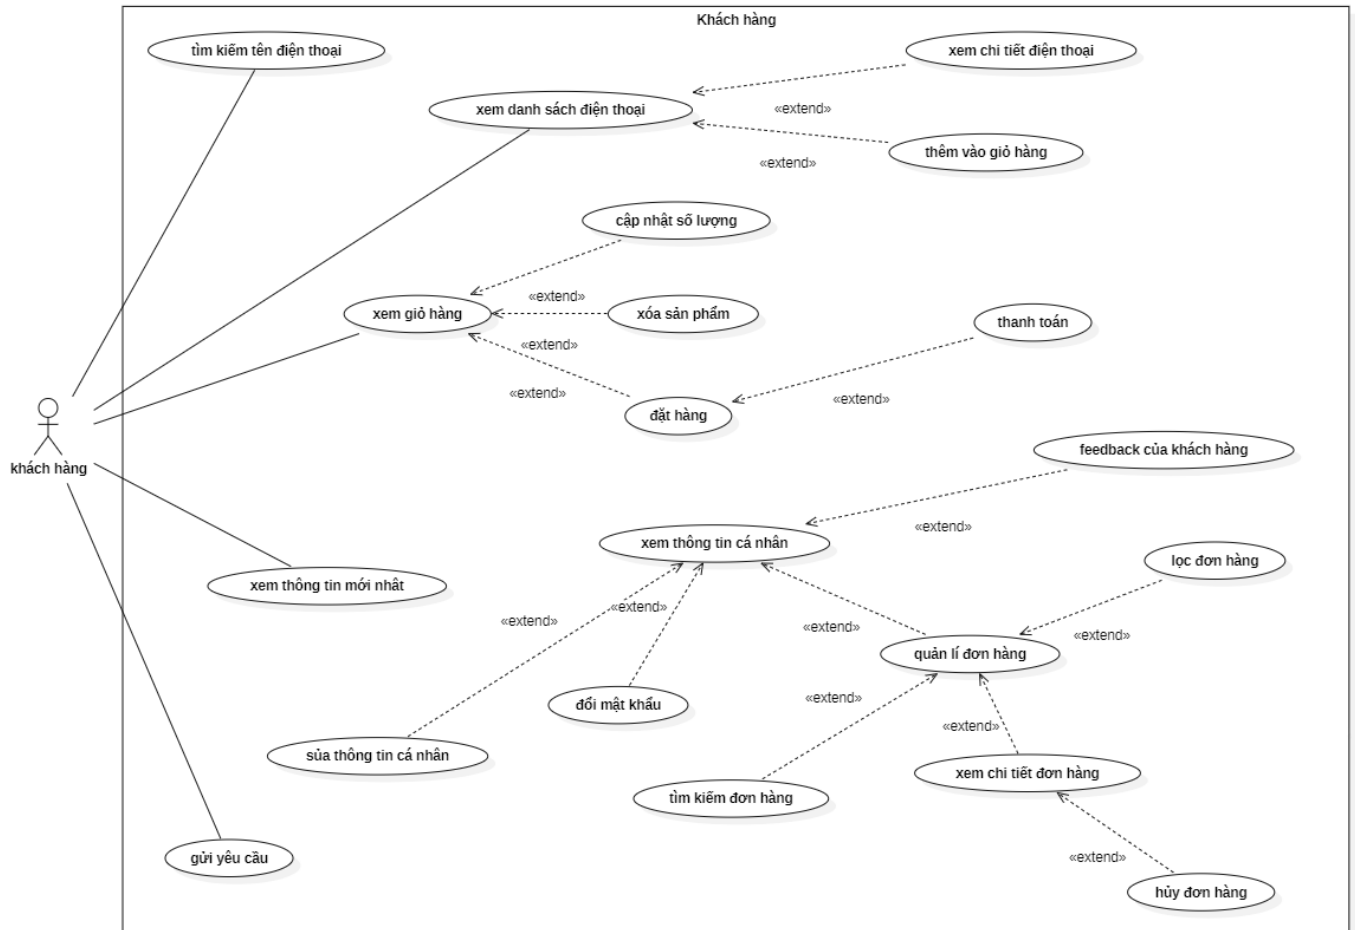 Khách hàng
tìm kiếm tên điện thoại
xem chi tiết điện thoại
xem danh sách điện thoại
«extend»
thêm vào giỏ hàng
«extend»
cập nhật số lượng
«extend»
xem giỏ hàng
xóa sản phẩm
thanh toán
«extend»
«extend»
«extend»
đặt hàng
feedback của khách hàng
khách hàng
«extend»
xem thông tin cá nhân
lọc đơn hàng
xem thông tin mới nhât
«extend»
«extend»
«extend»
«extend»
quản lí đơn hàng
«extend»
đổi mật khẩu
«extend»
sủa thông tin cá nhân
xem chi tiết đơn hàng
tìm kiếm đơn hàng
gửi yêu cầu
«extend»
hủy đơn hàng